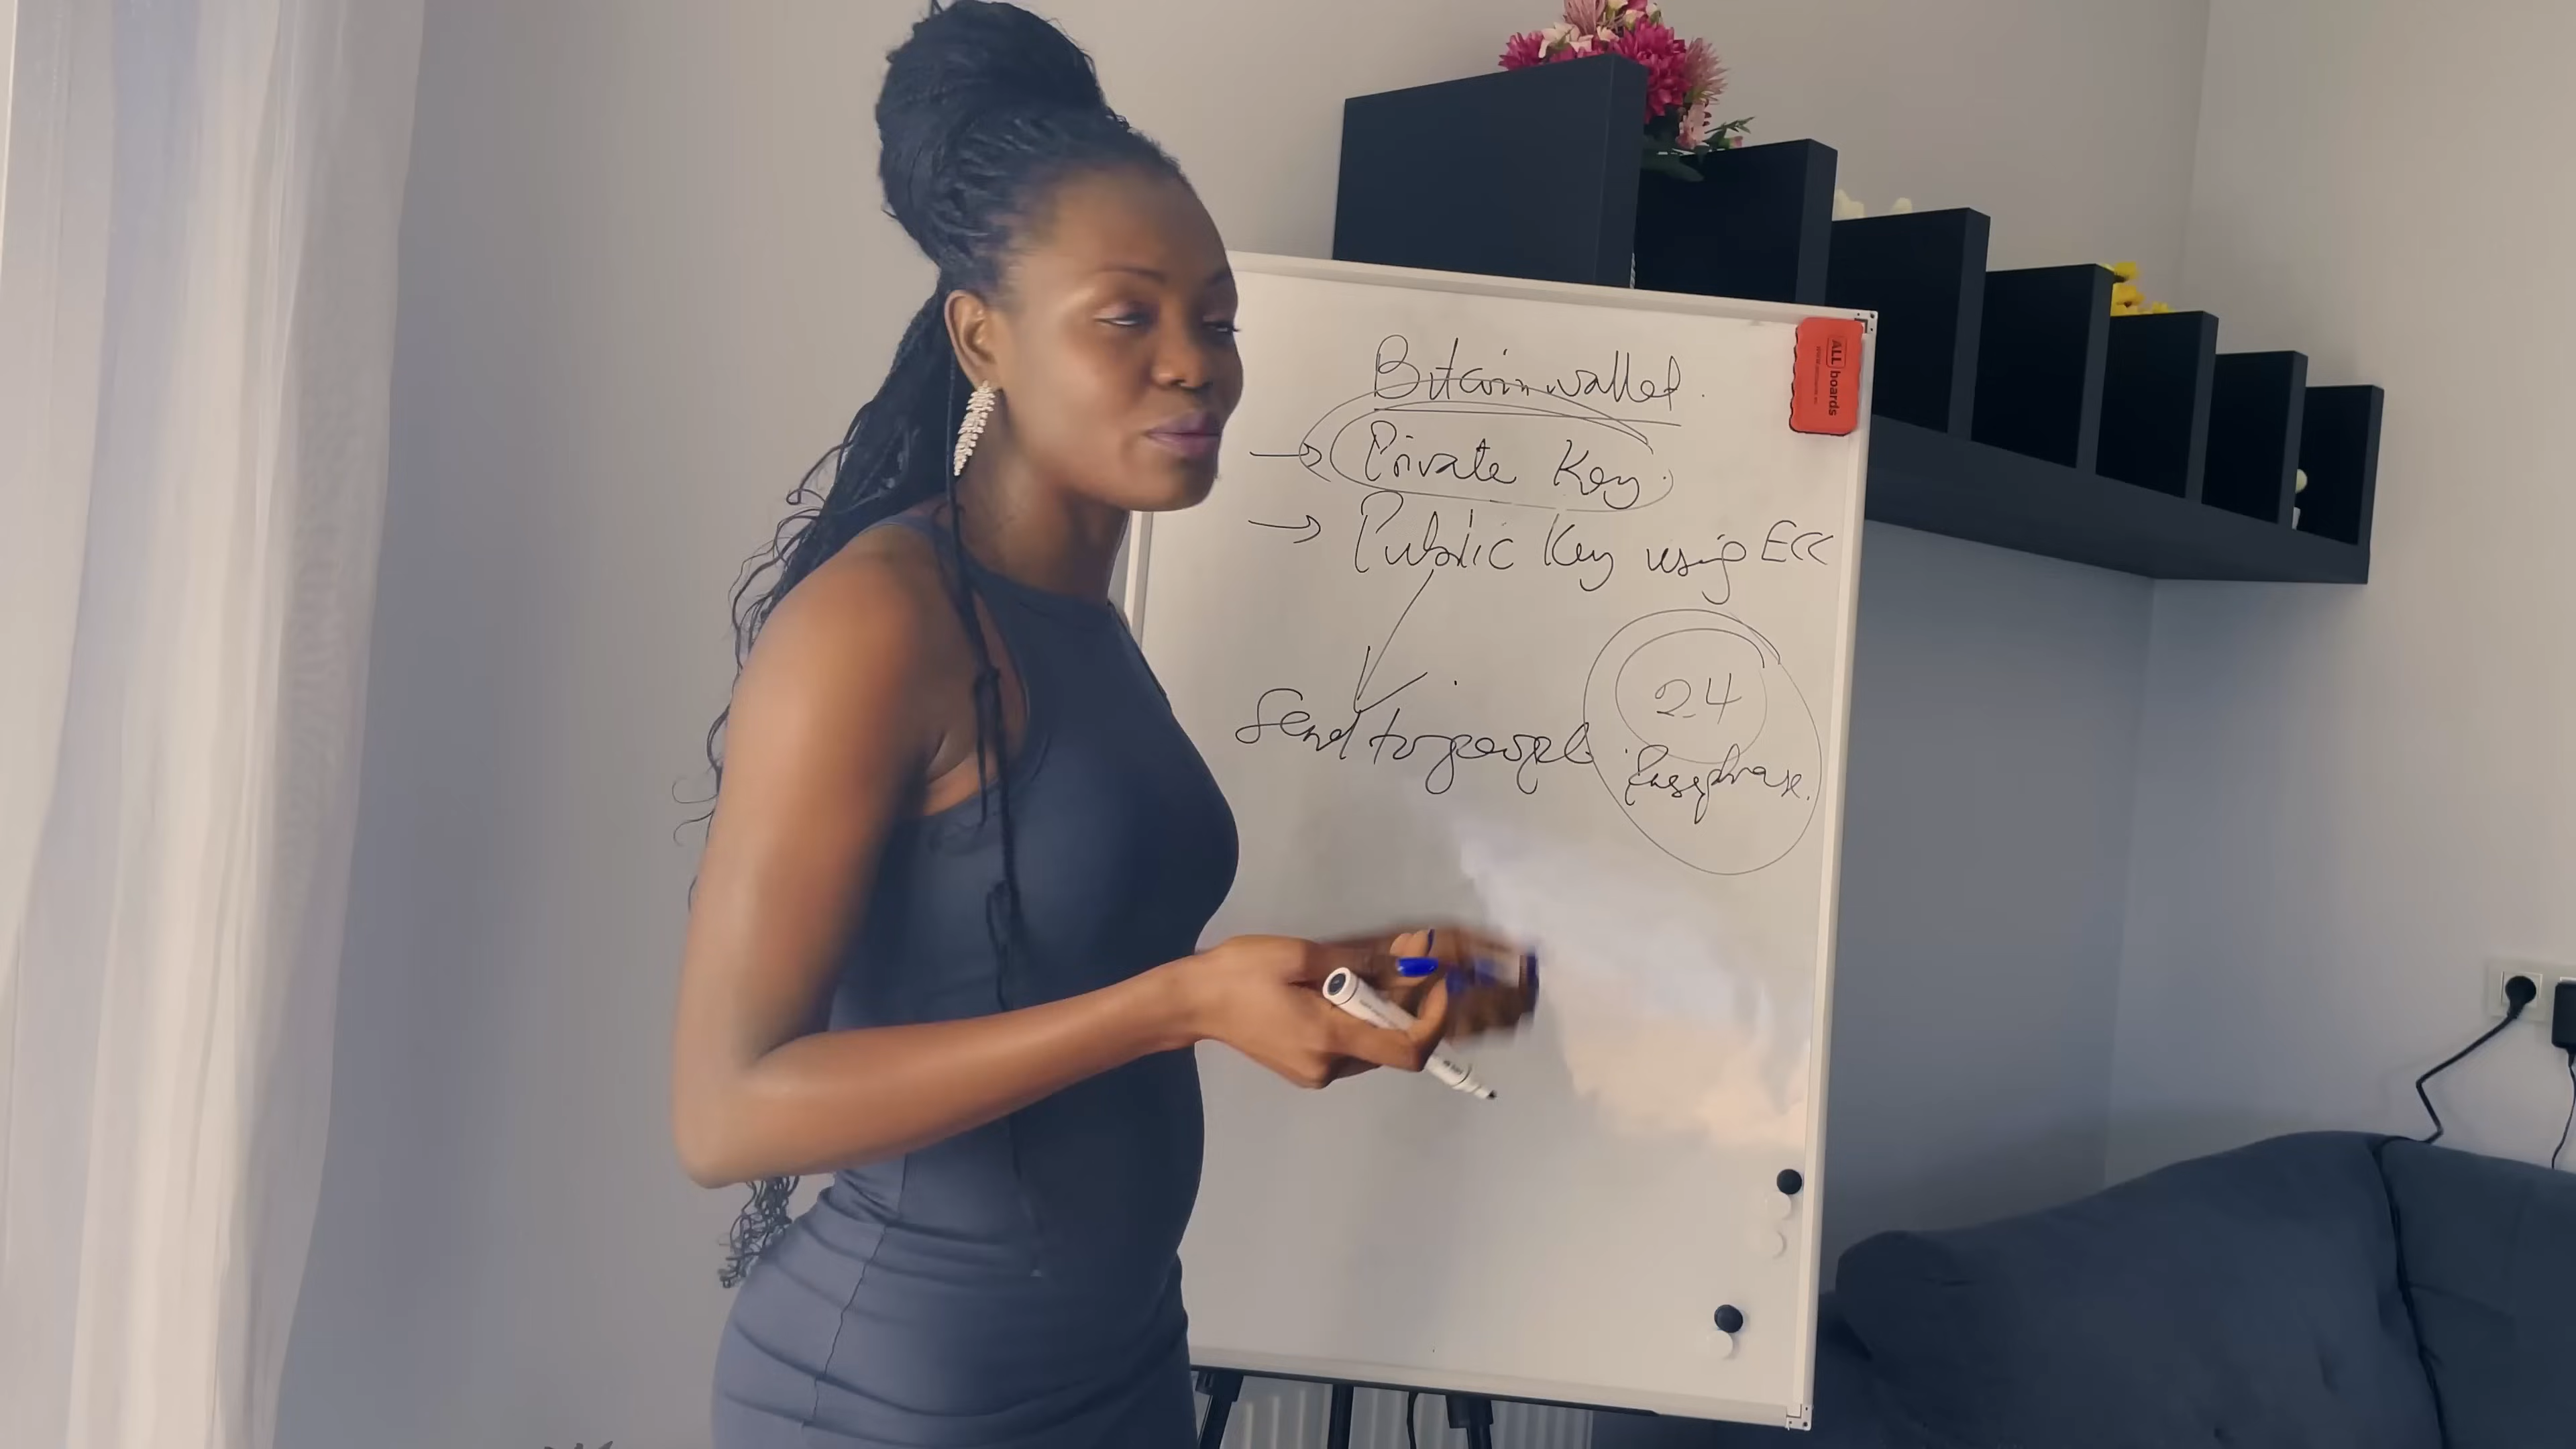 Bitcoin wallet.
Private Key
Public Key using ECC
Send to people
24
Passphrase.
ALL
boards